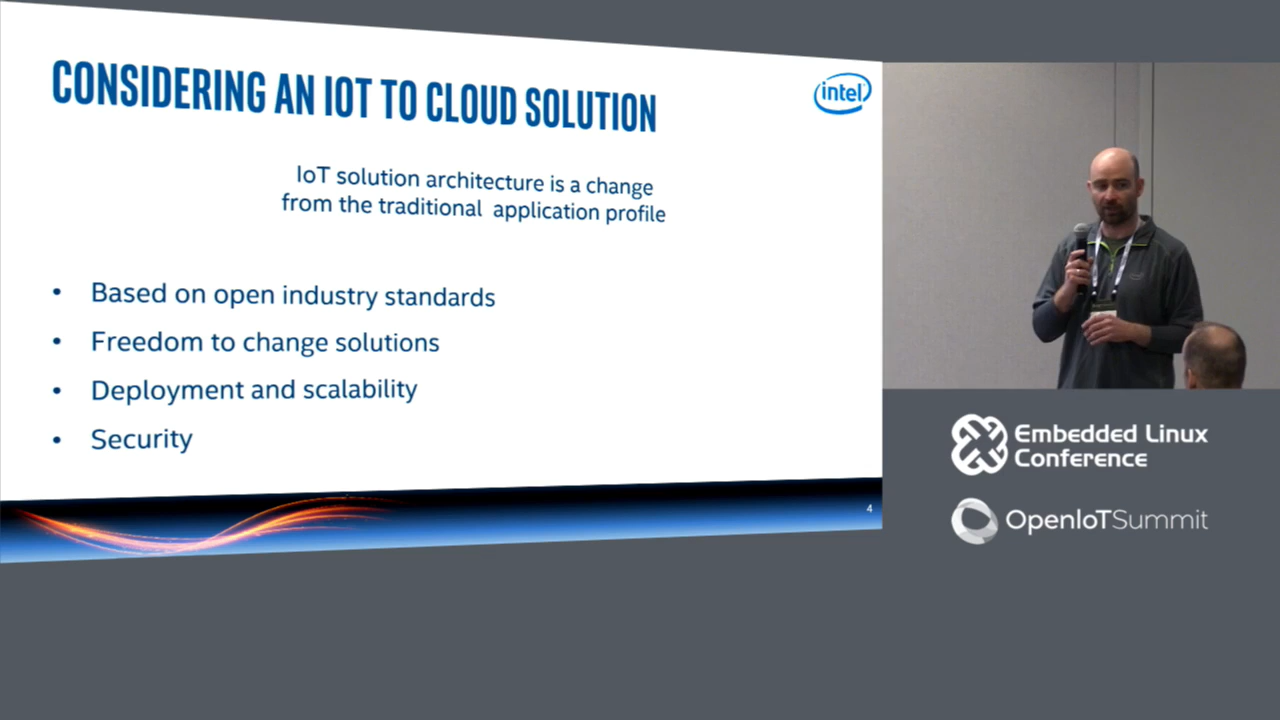 CONSIDERING AN IOT TO CLOUD SOLUTION
intel
IoT solution architecture is a change
from the traditional application profile
• Based on open industry standards
• Freedom to change solutions
• Deployment and scalability
• Security
4
Embedded Linux
Conference
OpenIoTSummit